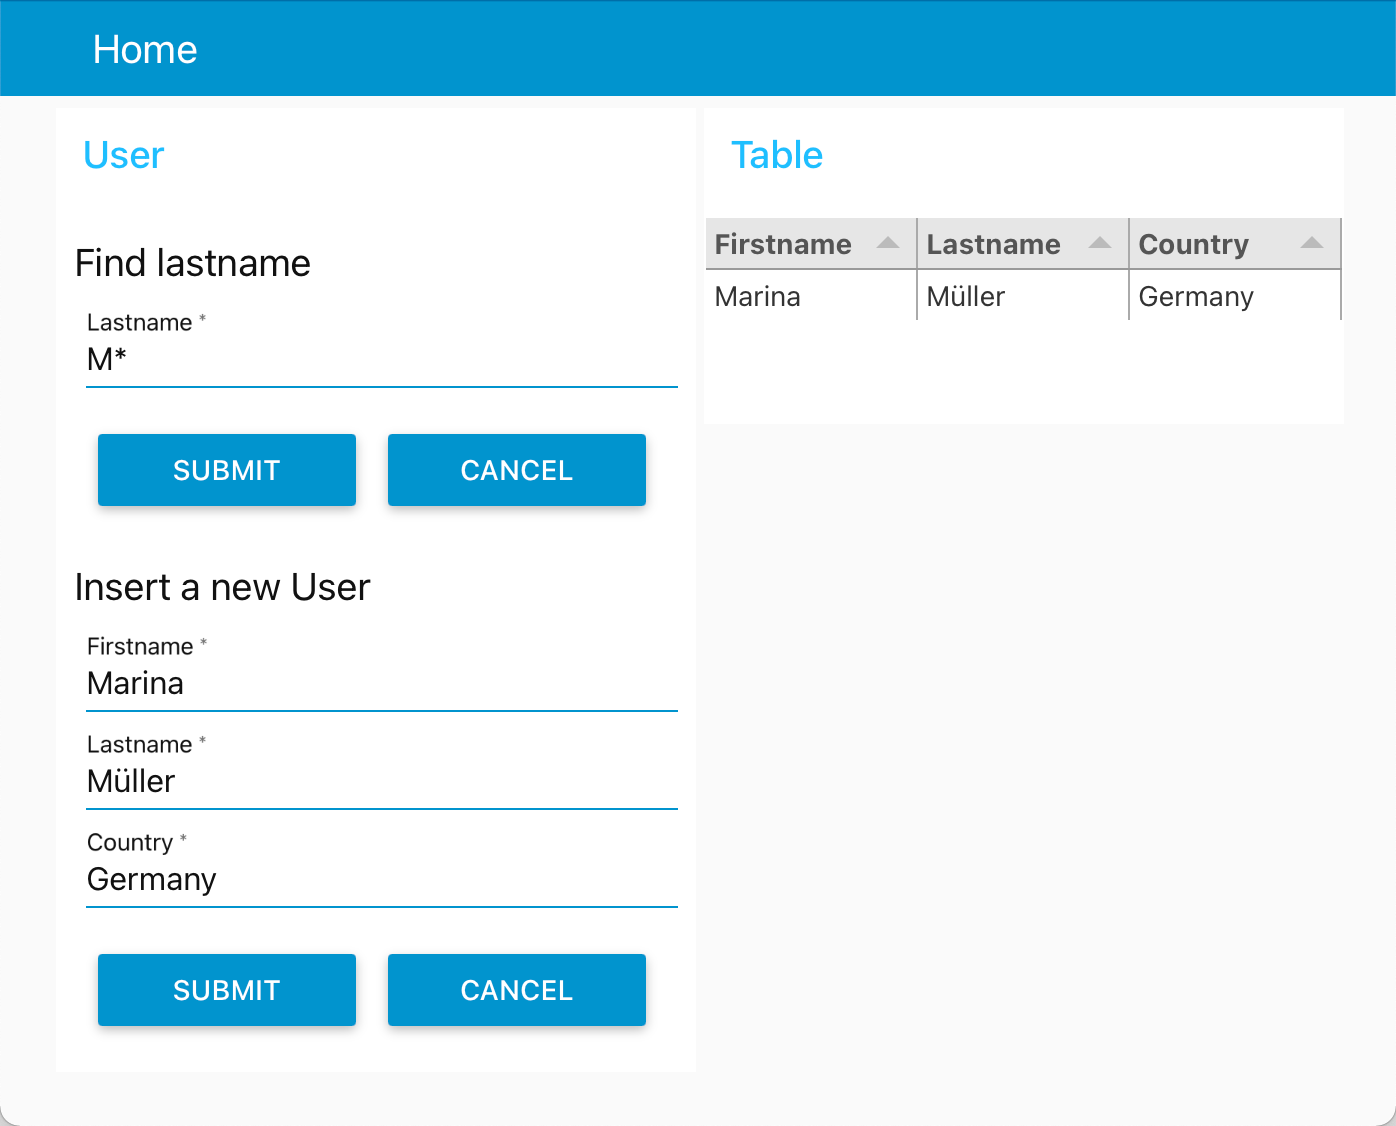 Home
User
Find lastname
Lastname *
M*
SUBMIT CANCEL
Insert a new User
Firstname *
Marina
Lastname *
Müller
Country *
Germany
SUBMIT CANCEL
Table
Firstname Lastname Country
Marina Müller Germany